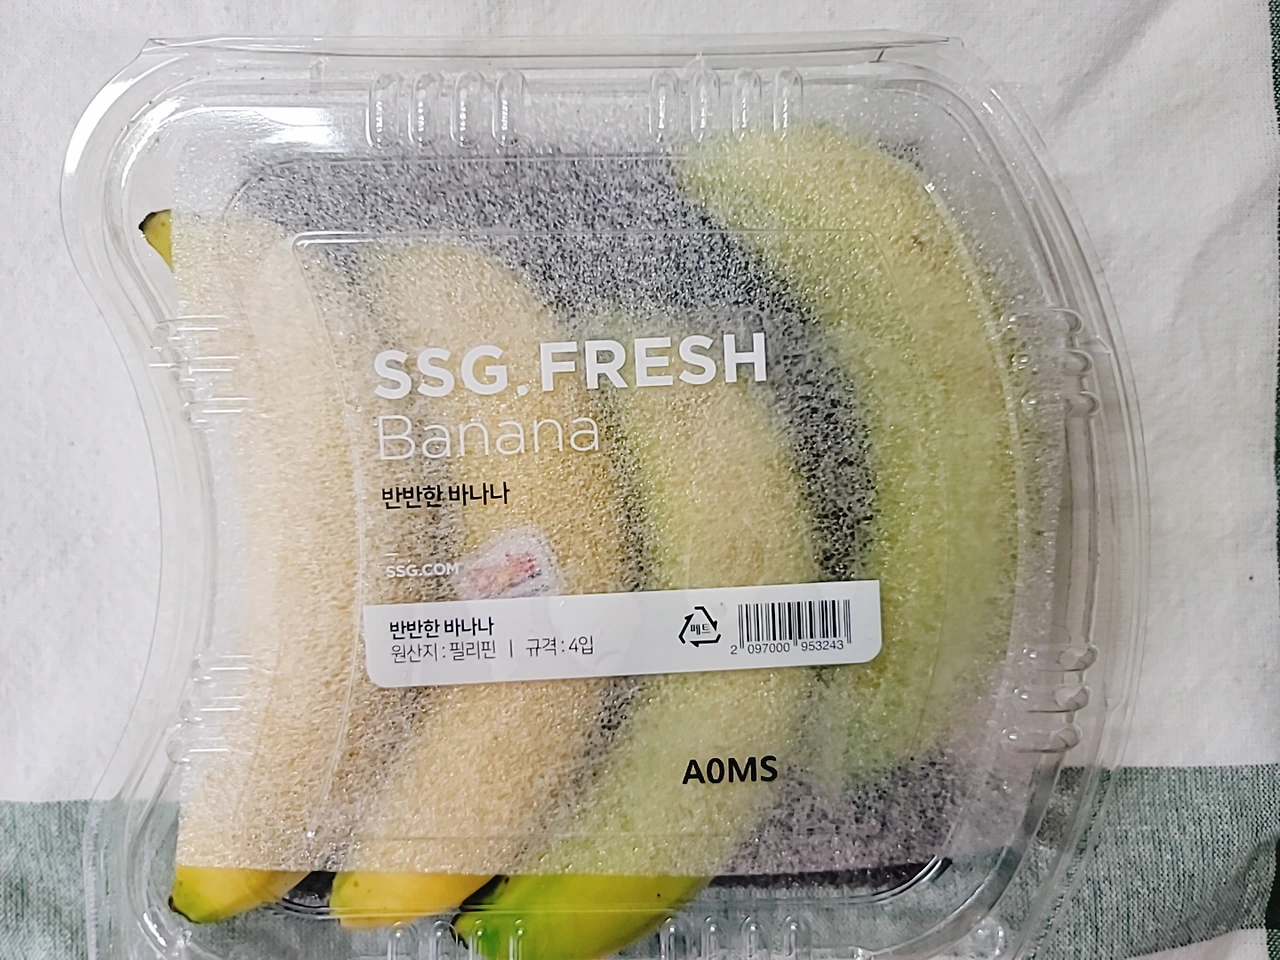 SSG.FRESH
Banana
반반한 바나나
SSG.COM
반반한 바나나
원산지 : 필리핀 | 규격 : 4입
페트
2 097000 953243
A0MS